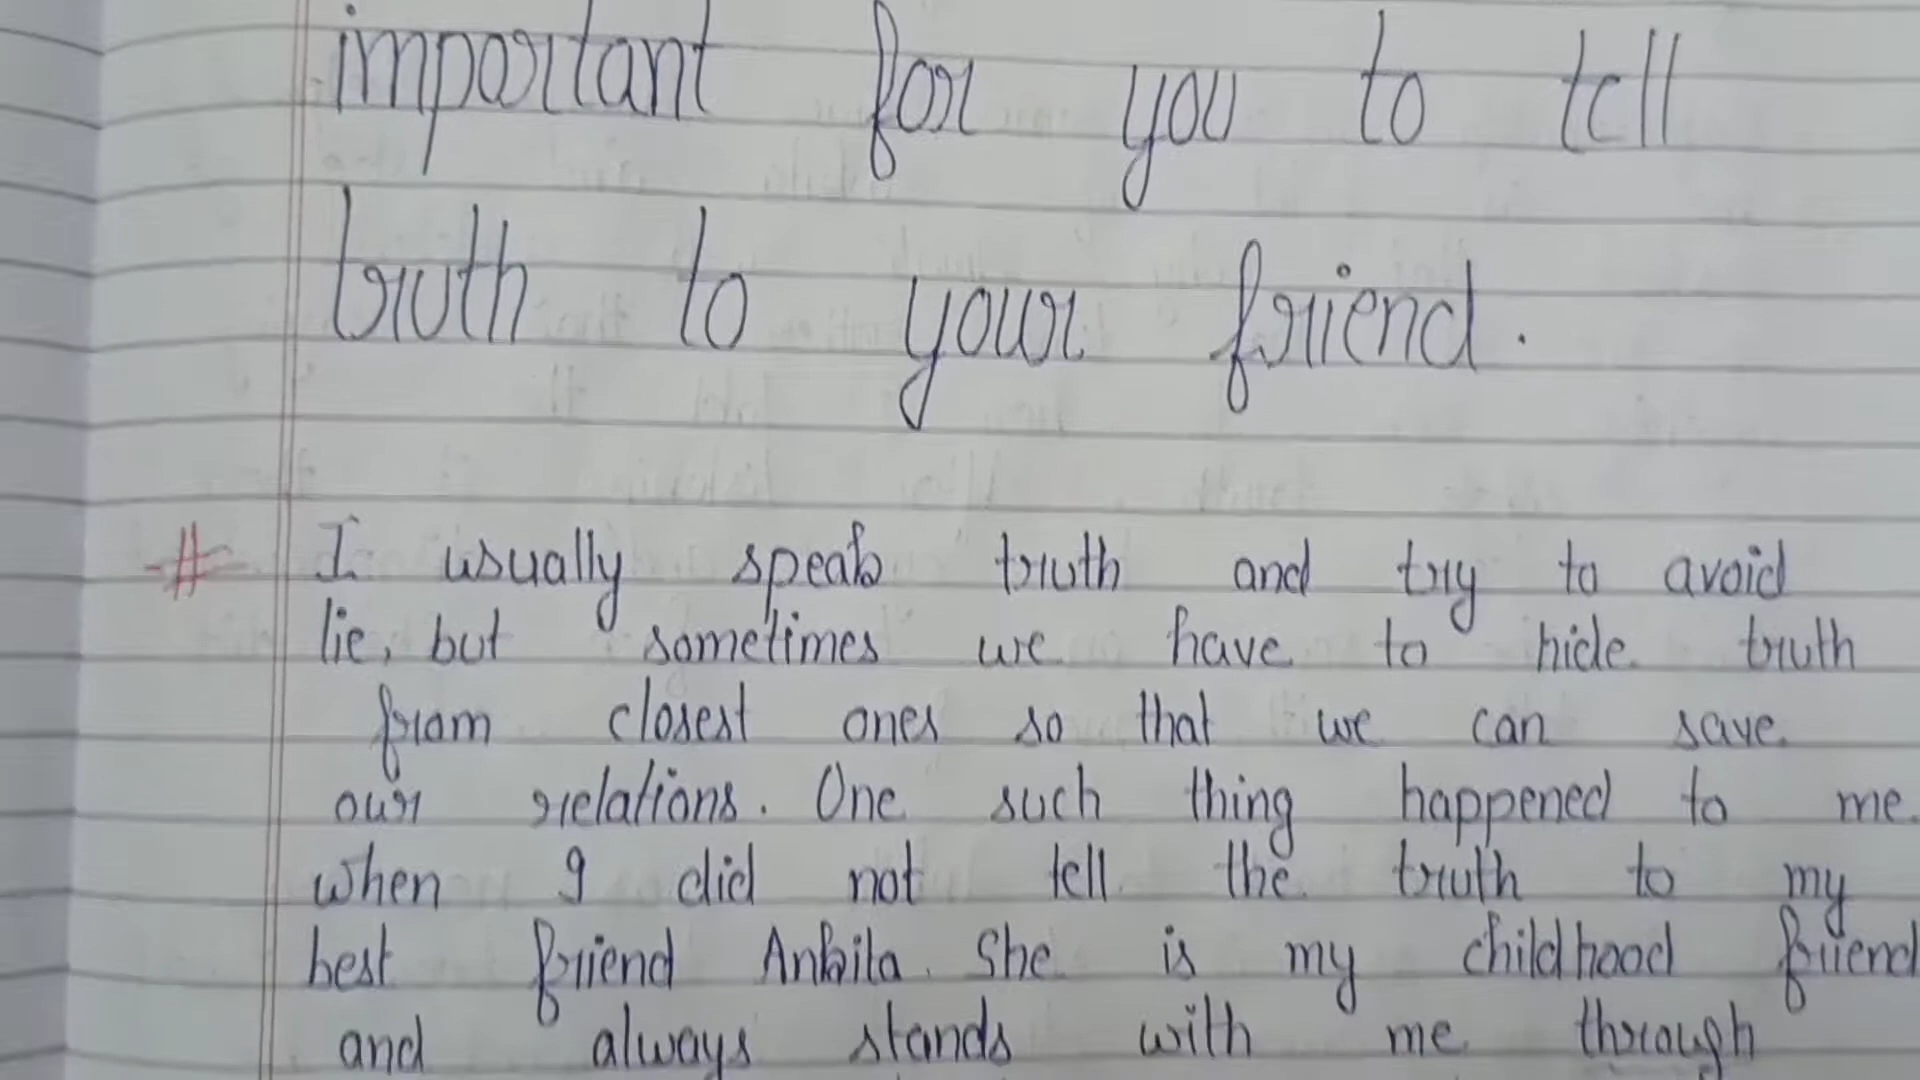 important for you to tell
truth to your friend.
# I usually speak truth and try to avoid
lie, but sometimes we have to hide truth
from closest ones so that we can save
our relations. One such thing happened to me
when I did not tell the truth to my
best friend Ankita. She is my childhood friend
and always stands with me through